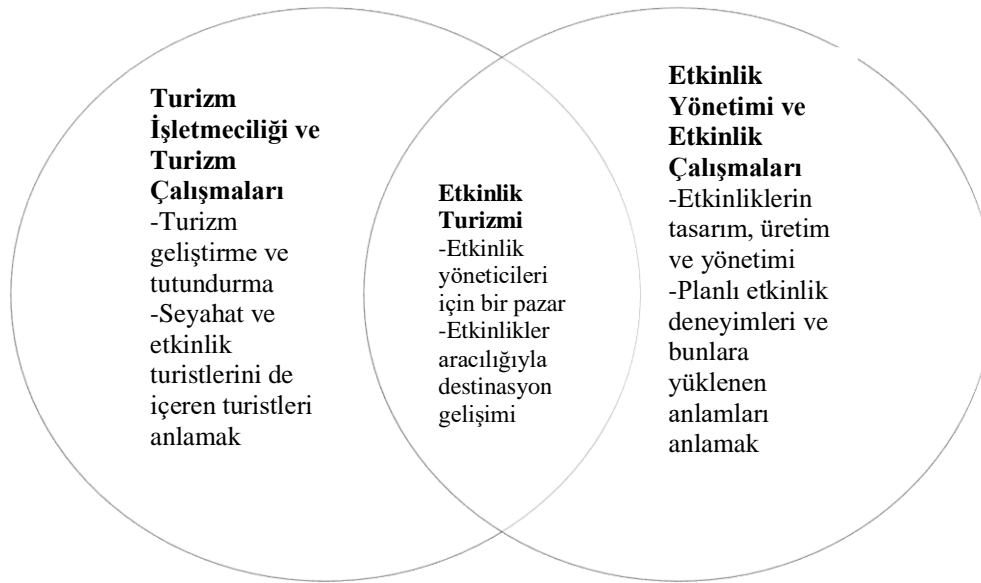 Turizm
İşletmeciliği ve
Turizm
Çalışmaları
-Turizm
geliştirme ve
tutundurma
-Seyahat ve
etkinlik
turistlerini de
içeren turistleri
anlamak
Etkinlik
Turizmi
-Etkinlik
yöneticileri
için bir pazar
-Etkinlikler
aracılığıyla
destinasyon
gelişimi
Etkinlik
Yönetimi ve
Etkinlik
Çalışmaları
-Etkinliklerin
tasarım, üretim
ve yönetimi
-Planlı etkinlik
deneyimleri ve
bunlara
yüklenen
anlamları
anlamak